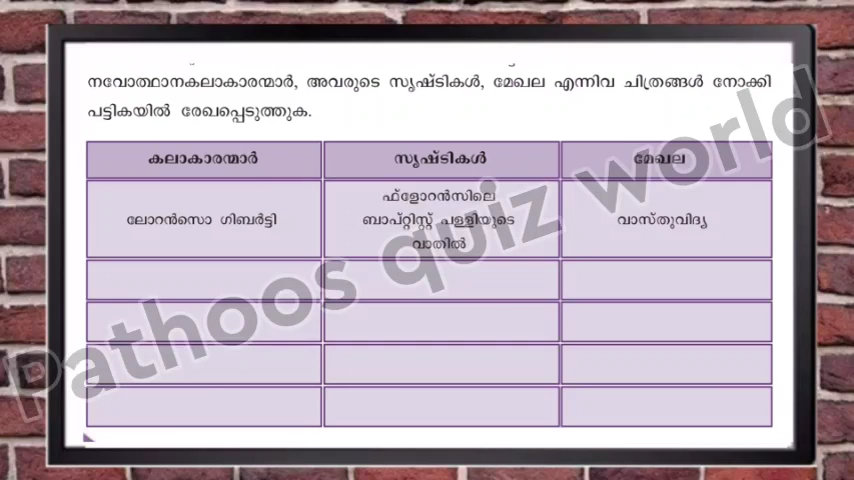 നവോത്ഥാനകലാകാരന്മാർ, അവരുടെ സൃഷ്ടികൾ, മേഖല എന്നിവ ചിത്രങ്ങൾ നോക്കി
പട്ടികയിൽ രേഖപ്പെടുത്തുക.
കലാകാരന്മാർ സൃഷ്ടികൾ മേഖല
ലോറൻസൊ ഗിബർട്ടി
ഫ്ളോറൻസിലെ
ബാപ്റ്റിസ്റ്റ് പള്ളിയുടെ
വാതിൽ
വാസ്തുവിദ്യ
Pathoos quiz world